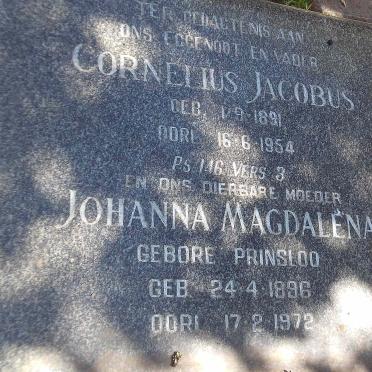 TER GEDAGTENIS AAN
ONS EGGENOOT EN VADER
CORNELIUS JACOBUS
GEB. 1-9-1891
OORL. 16-6-1954
PS. 146 VERS 3
EN ONS DIERBARE MOEDER
JOHANNA MAGDALENA
GEBORE PRINSLOO
GEB. 24-4-1896
OORL. 17-2-1972